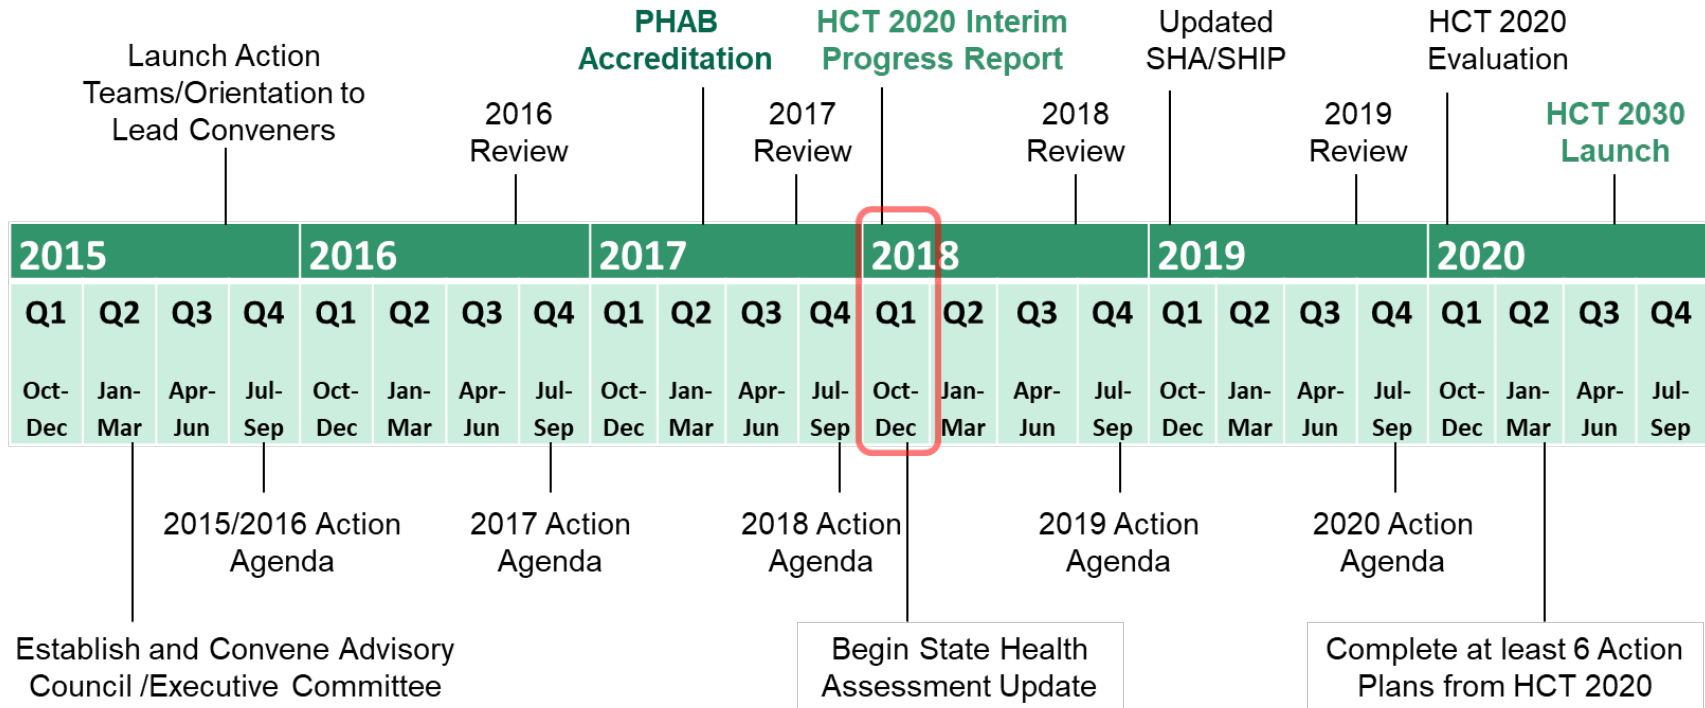 Launch Action
Teams/Orientation to
Lead Conveners
2016
Review
PHAB
Accreditation
2017
Review
HCT 2020 Interim
Progress Report
2018
Review
Updated
SHA/SHIP
2019
Review
HCT 2020
Evaluation
HCT 2030
Launch
2015 2016 2017 2018 2019 2020
Q1 Q2 Q3 Q4 Q1 Q2 Q3 Q4 Q1 Q2 Q3 Q4 Q1 Q2 Q3 Q4 Q1 Q2 Q3 Q4 Q1 Q2 Q3 Q4
Oct- Jan- Apr- Jul- Oct- Jan- Apr- Jul- Oct- Jan- Apr- Jul- Oct- Jan- Apr- Jul- Oct- Jan- Apr- Jul- Oct- Jan- Apr- Jul-
Dec Mar Jun Sep Dec Mar Jun Sep Dec Mar Jun Sep Dec Mar Jun Sep Dec Mar Jun Sep Dec Mar Jun Sep
2015/2016 Action
Agenda
2017 Action
Agenda
2018 Action
Agenda
2019 Action
Agenda
2020 Action
Agenda
Establish and Convene Advisory
Council /Executive Committee
Begin State Health
Assessment Update
Complete at least 6 Action
Plans from HCT 2020